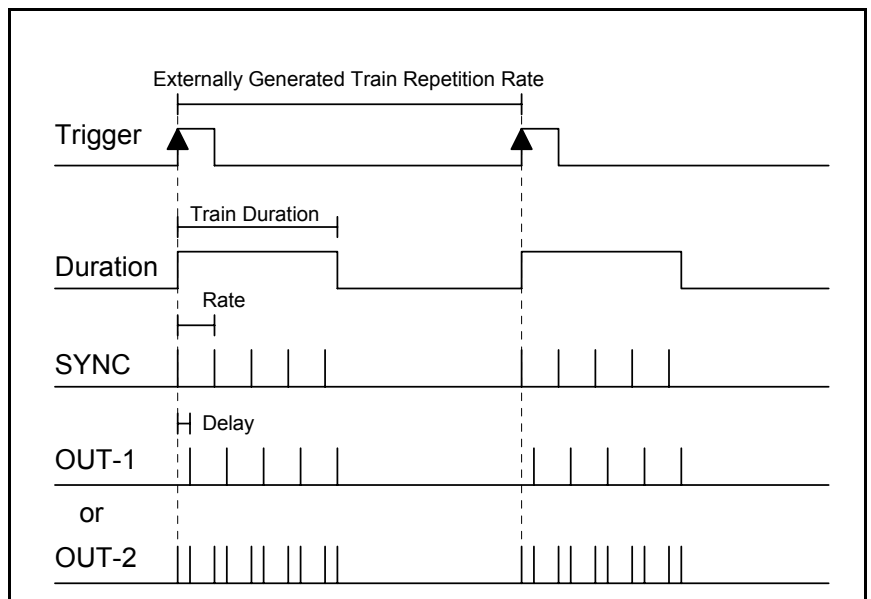 Externally Generated Train Repetition Rate
Trigger
Train Duration
Duration
Rate
SYNC
Delay
OUT-1
or
OUT-2